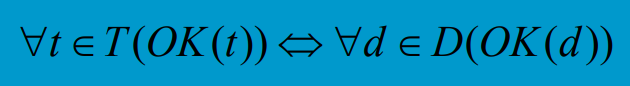 ∀t ∈ T(OK(t)) ⇔ ∀d ∈ D(OK(d))